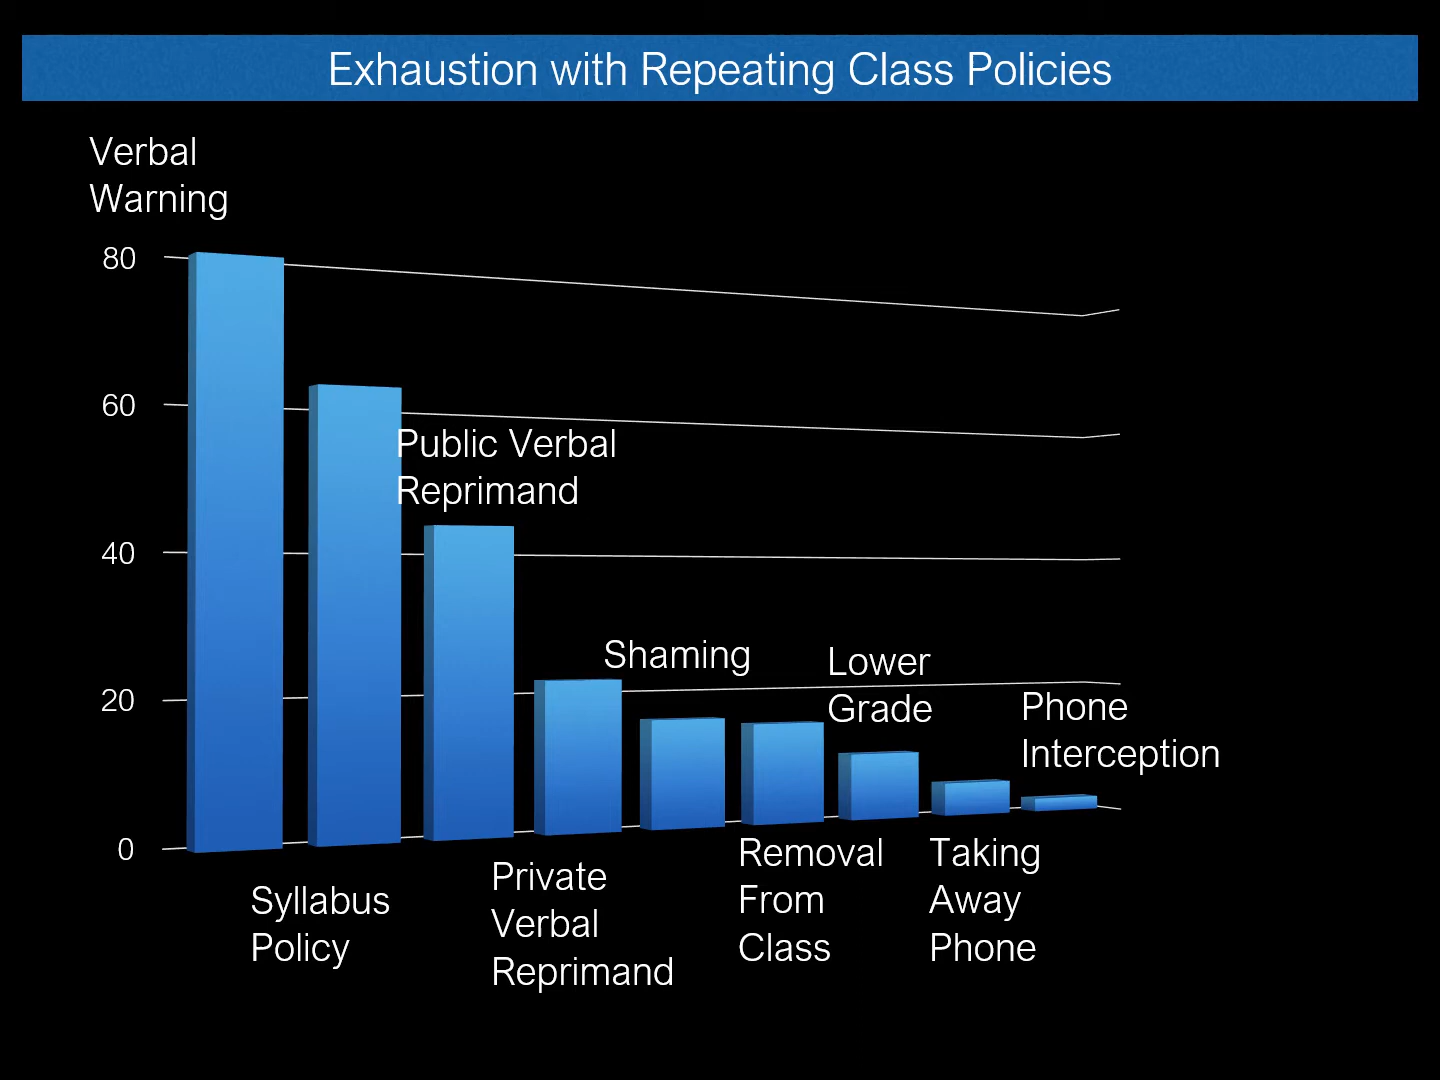 Exhaustion with Repeating Class Policies
Verbal
Warning
80
60
Public Verbal
Reprimand
40
Shaming
Lower
Grade
20
Phone
Interception
0
Removal
From
Class
Taking
Away
Phone
Private
Verbal
Reprimand
Syllabus
Policy